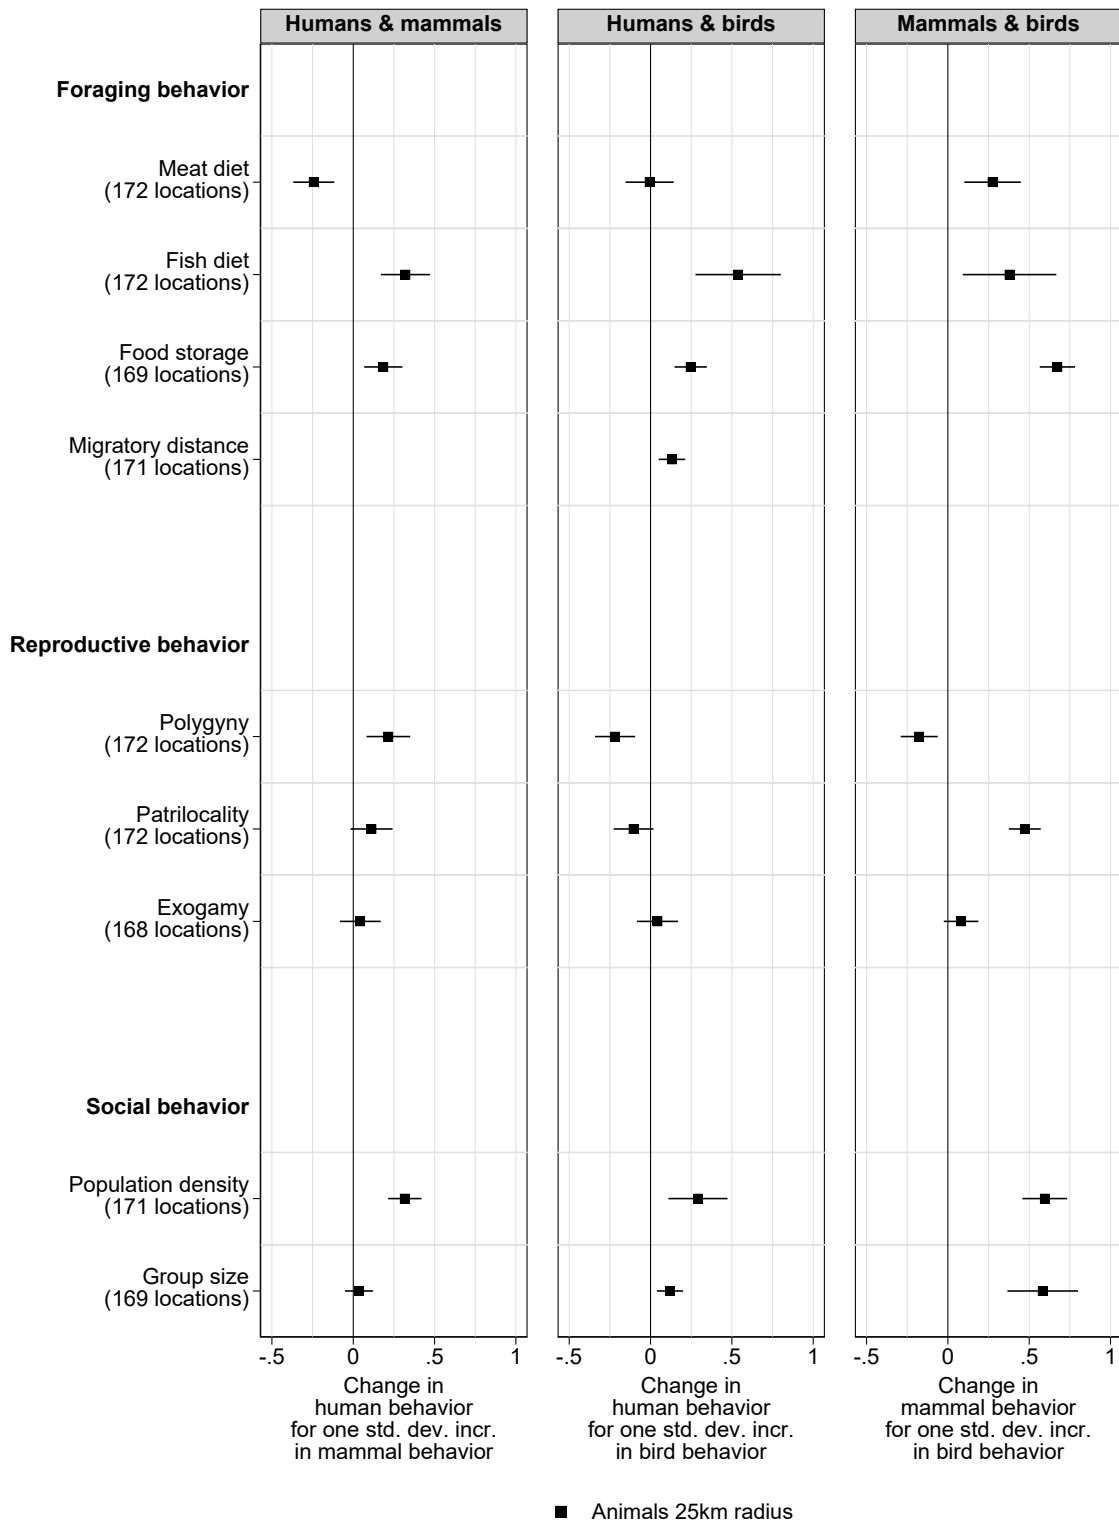 Humans & mammals
Humans & birds
Mammals & birds
Foraging behavior
Meat diet
(172 locations)
Fish diet
(172 locations)
Food storage
(169 locations)
Migratory distance
(171 locations)
Reproductive behavior
Polygyny
(172 locations)
Patrilocality
(172 locations)
Exogamy
(168 locations)
Social behavior
Population density
(171 locations)
Group size
(169 locations)
-.5 0 .5 1
-.5 0 .5 1
-.5 0 .5 1
Change in
human behavior
for one std. dev. incr.
in mammal behavior
Change in
human behavior
for one std. dev. incr.
in bird behavior
Change in
mammal behavior
for one std. dev. incr.
in bird behavior
Animals 25km radius